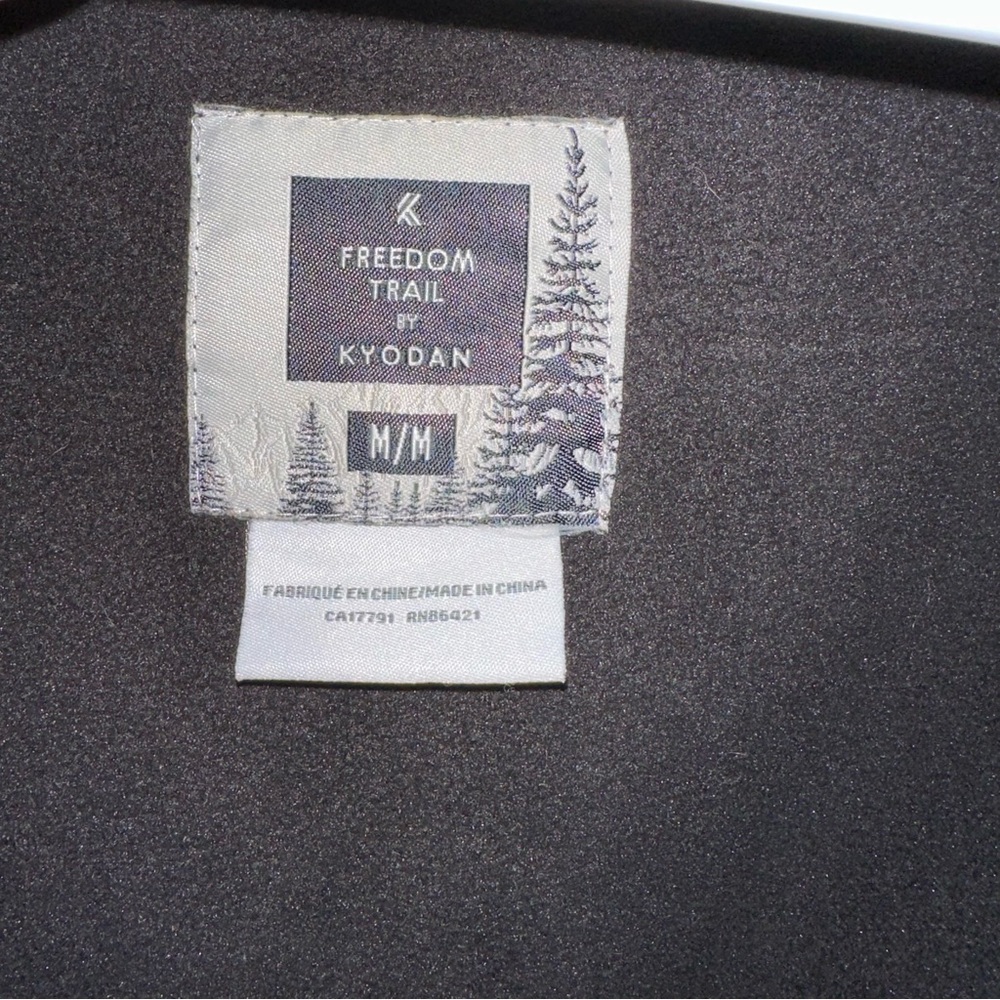 K
FREEDOM
TRAIL
BY
KYODAN
M/M
FABRIQUÉ EN CHINE/MADE IN CHINA
CA17791 RN86421